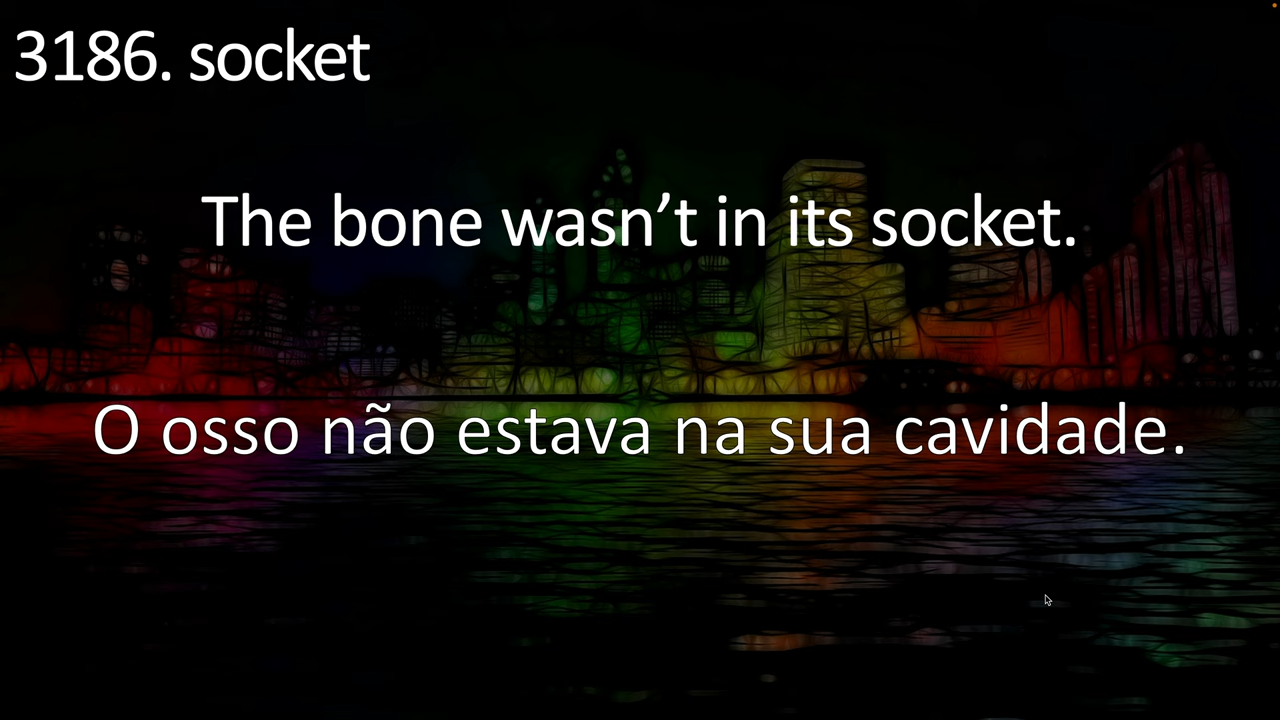 3186. socket
The bone wasn’t in its socket.
O osso não estava na sua cavidade.